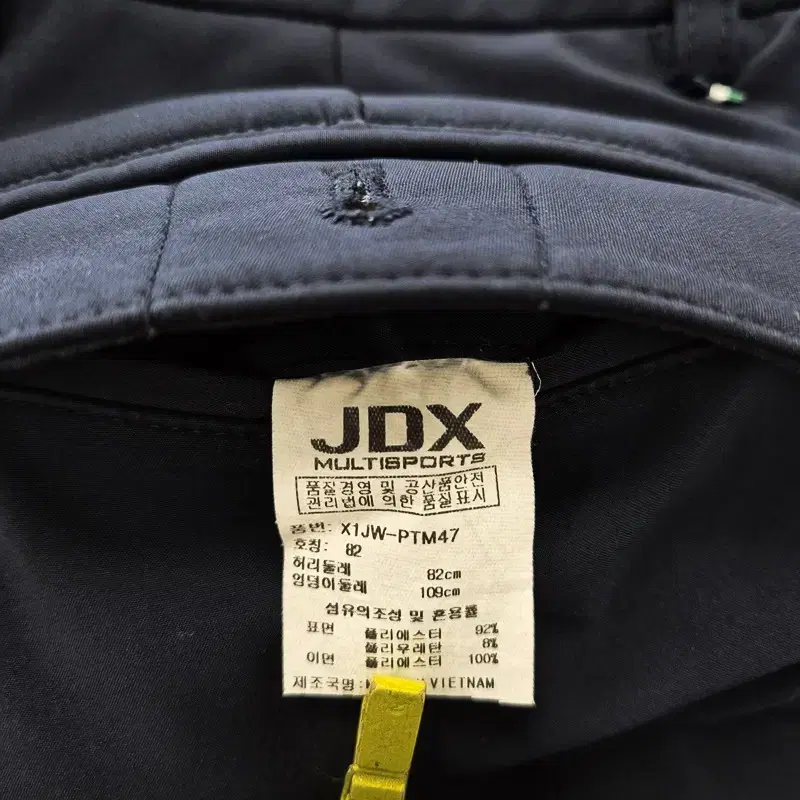 JDX
MULTISPORTS
품질경영 및 공산품안전
관리법에 의한 품질표시
품번: X1JW-PTM47
호칭: 82
허리둘레 82cm
엉덩이둘레 109cm
섬유의조성 및 혼용률
표면 폴리에스터 92%
폴리우레탄 8%
이면 폴리에스터 100%
제조국명: VIETNAM